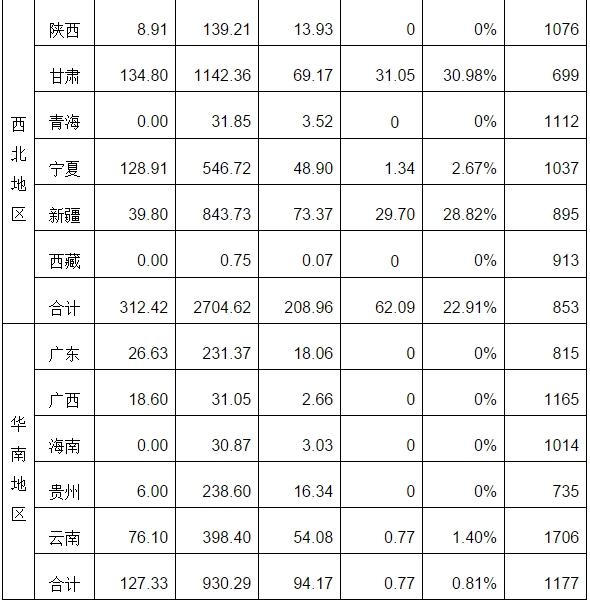 西北地区
陕西 8.91 139.21 13.93 0 0% 1076
甘肃 134.80 1142.36 69.17 31.05 30.98% 699
青海 0.00 31.85 3.52 0 0% 1112
宁夏 128.91 546.72 48.90 1.34 2.67% 1037
新疆 39.80 843.73 73.37 29.70 28.82% 895
西藏 0.00 0.75 0.07 0 0% 913
合计 312.42 2704.62 208.96 62.09 22.91% 853
华南地区
广东 26.63 231.37 18.06 0 0% 815
广西 18.60 31.05 2.66 0 0% 1165
海南 0.00 30.87 3.03 0 0% 1014
贵州 6.00 238.60 16.34 0 0% 735
云南 76.10 398.40 54.08 0.77 1.40% 1706
合计 127.33 930.29 94.17 0.77 0.81% 1177